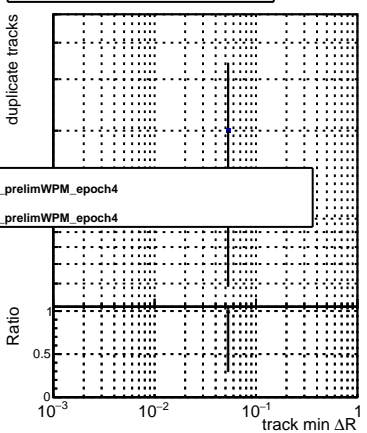 duplicate tracks
_prelimWPM_epoch4
_prelimWPM_epoch4
Ratio
1
0.5
0
10⁻³ 10⁻² 10⁻¹ 1
track min ΔR